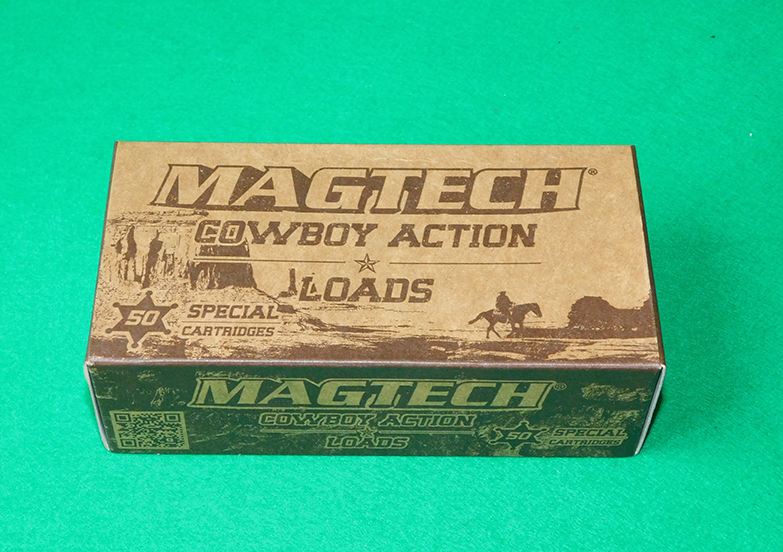 MAGTECH®
COWBOY ACTION
LOADS
50 SPECIAL
CARTRIDGES
MAGTECH®
COWBOY ACTION
LOADS
50 SPECIAL
CARTRIDGES